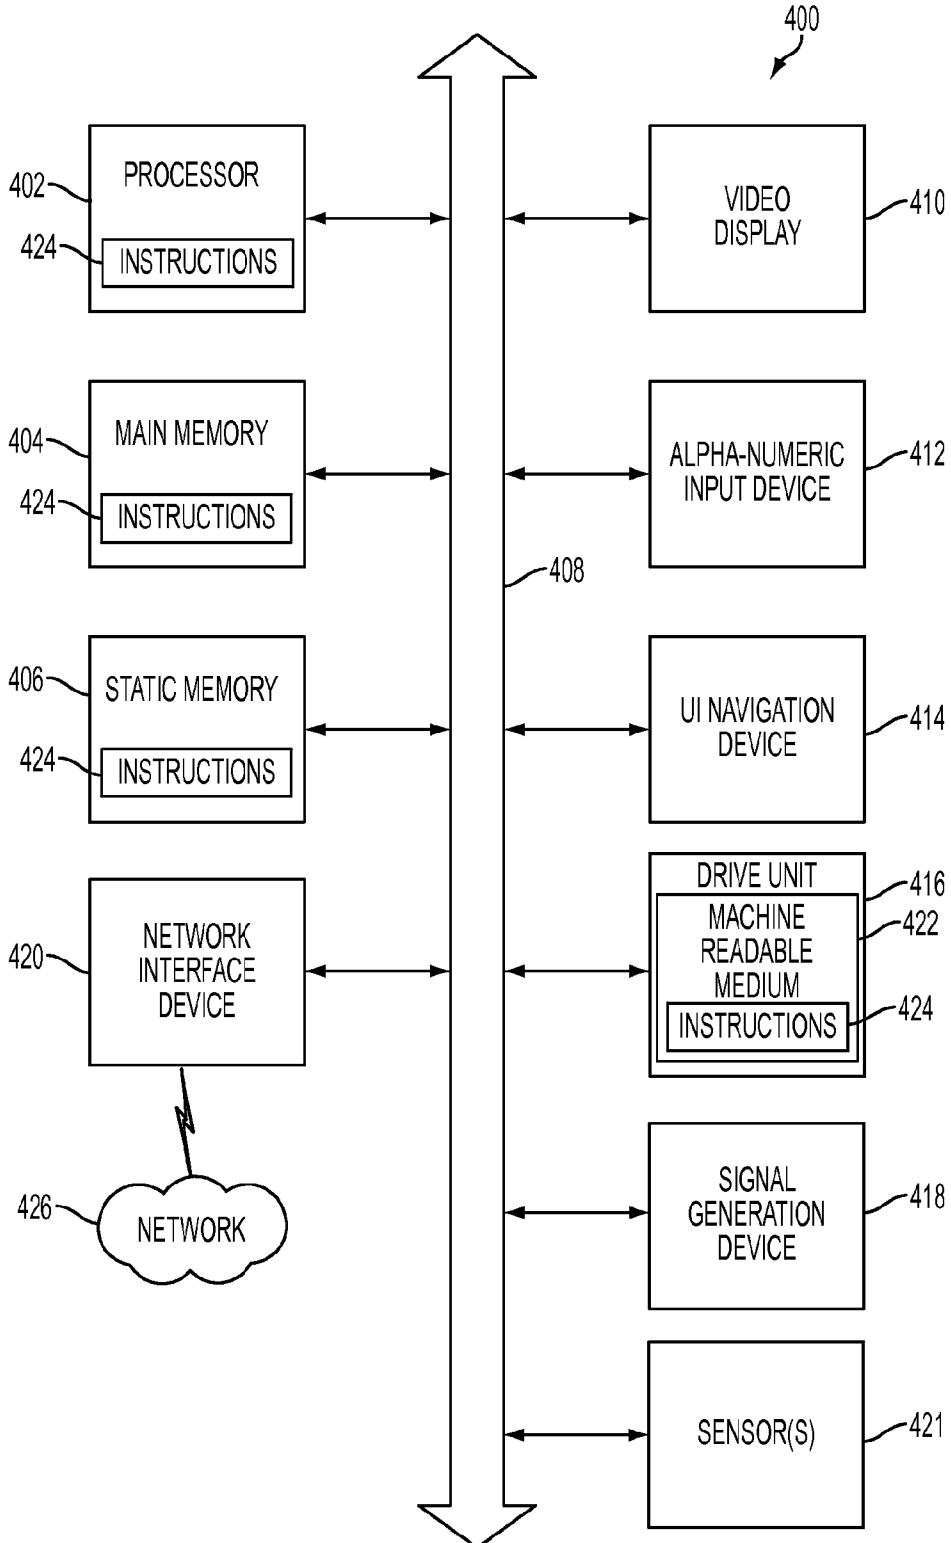 400
402
PROCESSOR
424
INSTRUCTIONS
VIDEO
DISPLAY
410
404
MAIN MEMORY
424
INSTRUCTIONS
ALPHA-NUMERIC
INPUT DEVICE
412
408
406
STATIC MEMORY
424
INSTRUCTIONS
UI NAVIGATION
DEVICE
414
420
NETWORK
INTERFACE
DEVICE
DRIVE UNIT
416
MACHINE
READABLE
MEDIUM
422
INSTRUCTIONS
424
426
NETWORK
SIGNAL
GENERATION
DEVICE
418
SENSOR(S)
421